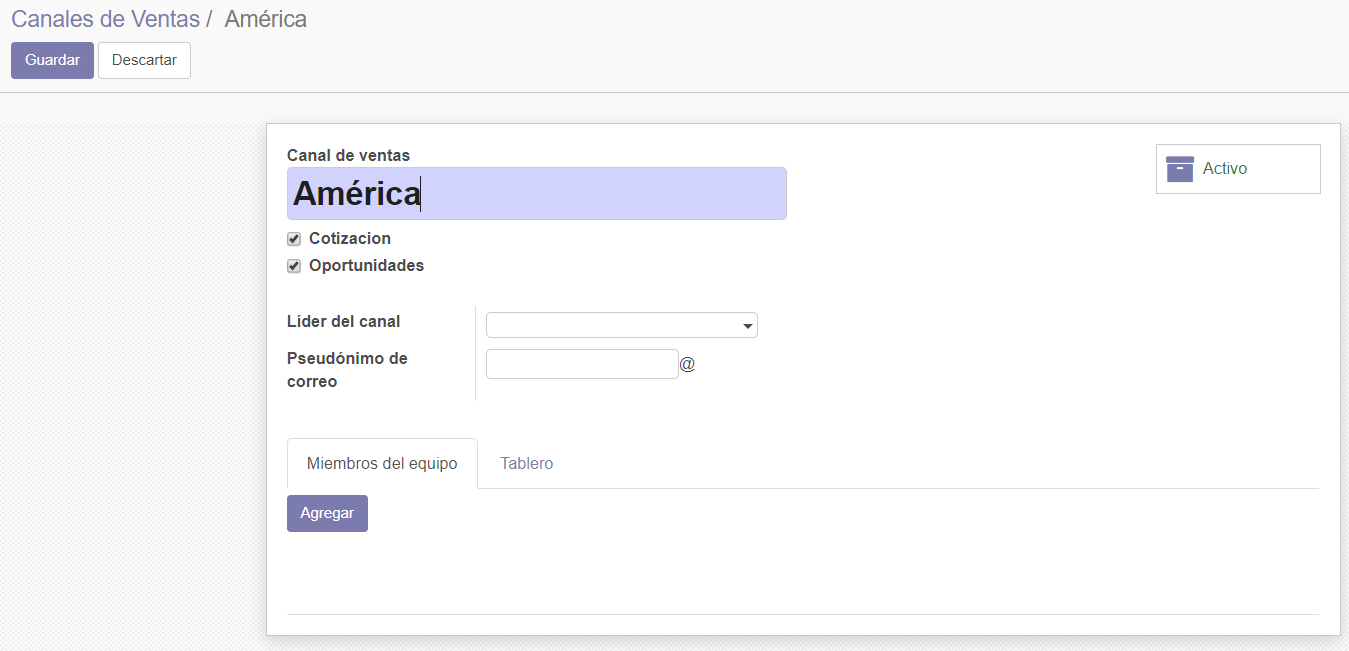 Canales de Ventas / América
Guardar Descartar
Canal de ventas
América
Activo
Cotizacion
Oportunidades
Líder del canal
Pseudónimo de
correo
@
Miembros del equipo Tablero
Agregar